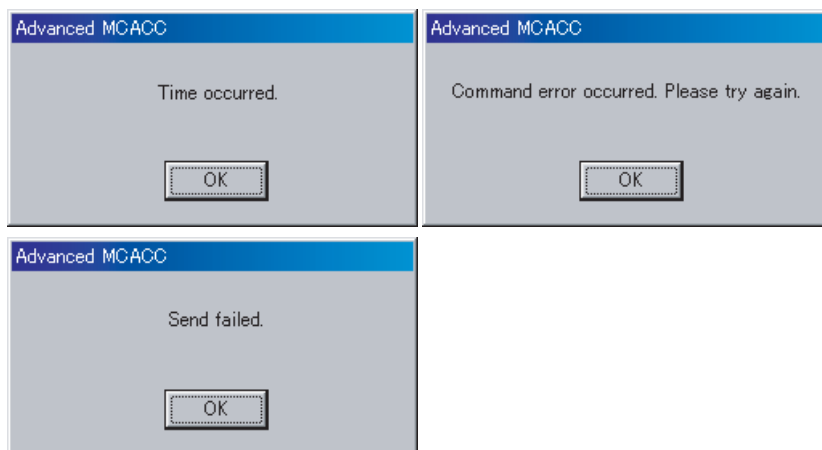 Advanced MCACC
Time occurred.
OK
Advanced MCACC
Command error occurred. Please try again.
OK
Advanced MCACC
Send failed.
OK